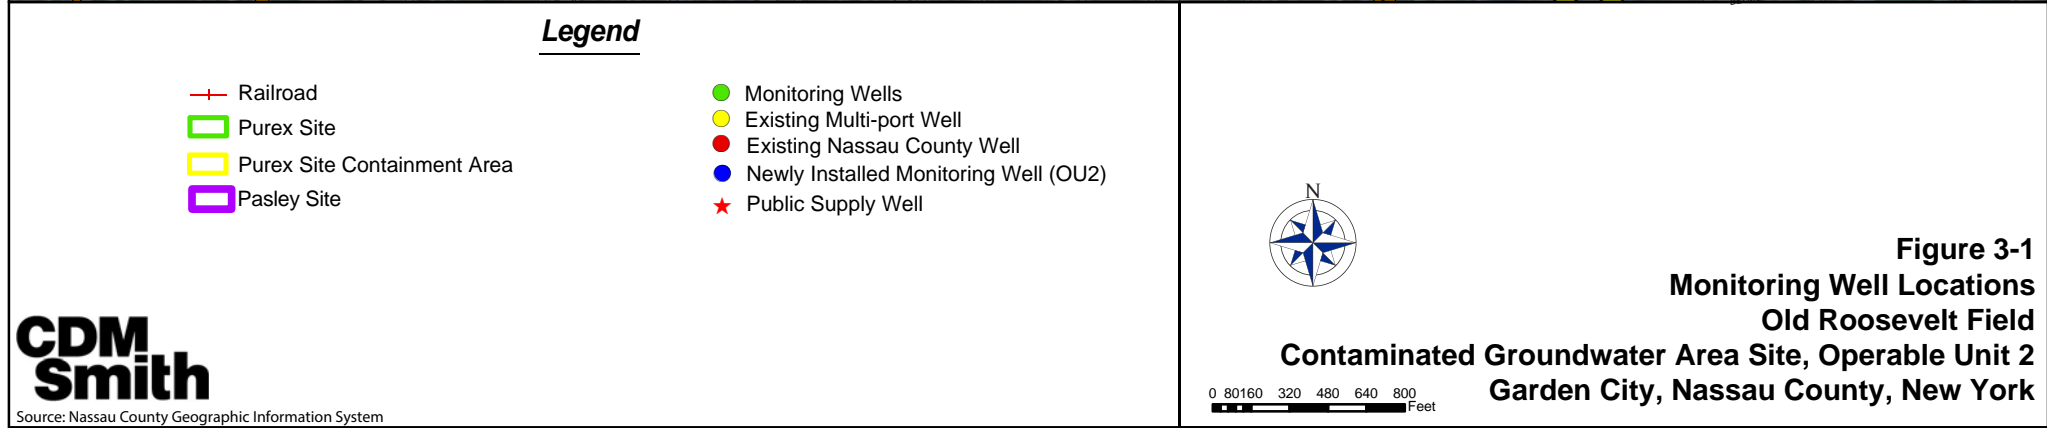 Legend
Railroad
Purex Site
Purex Site Containment Area
Pasley Site
Monitoring Wells
Existing Multi-port Well
Existing Nassau County Well
Newly Installed Monitoring Well (OU2)
Public Supply Well
CDM
Smith
Source: Nassau County Geographic Information System
N
0 80160 320 480 640 800
Feet
Figure 3-1
Monitoring Well Locations
Old Roosevelt Field
Contaminated Groundwater Area Site, Operable Unit 2
Garden City, Nassau County, New York